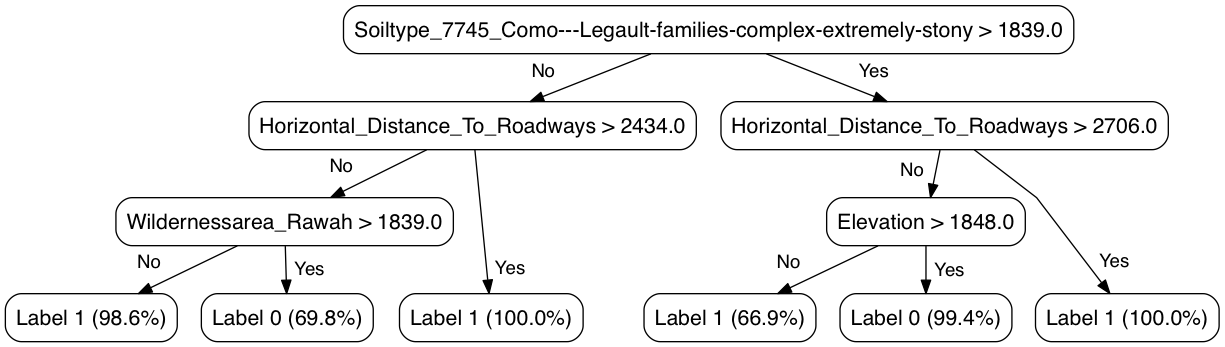 Soiltype_7745_Como---Legault-families-complex-extremely-stony > 1839.0
No
Yes
Horizontal_Distance_To_Roadways > 2434.0
Horizontal_Distance_To_Roadways > 2706.0
No
No
Wildernessarea_Rawah > 1839.0
Elevation > 1848.0
No
Yes
Yes
No
Yes
Yes
Label 1 (98.6%)
Label 0 (69.8%)
Label 1 (100.0%)
Label 1 (66.9%)
Label 0 (99.4%)
Label 1 (100.0%)